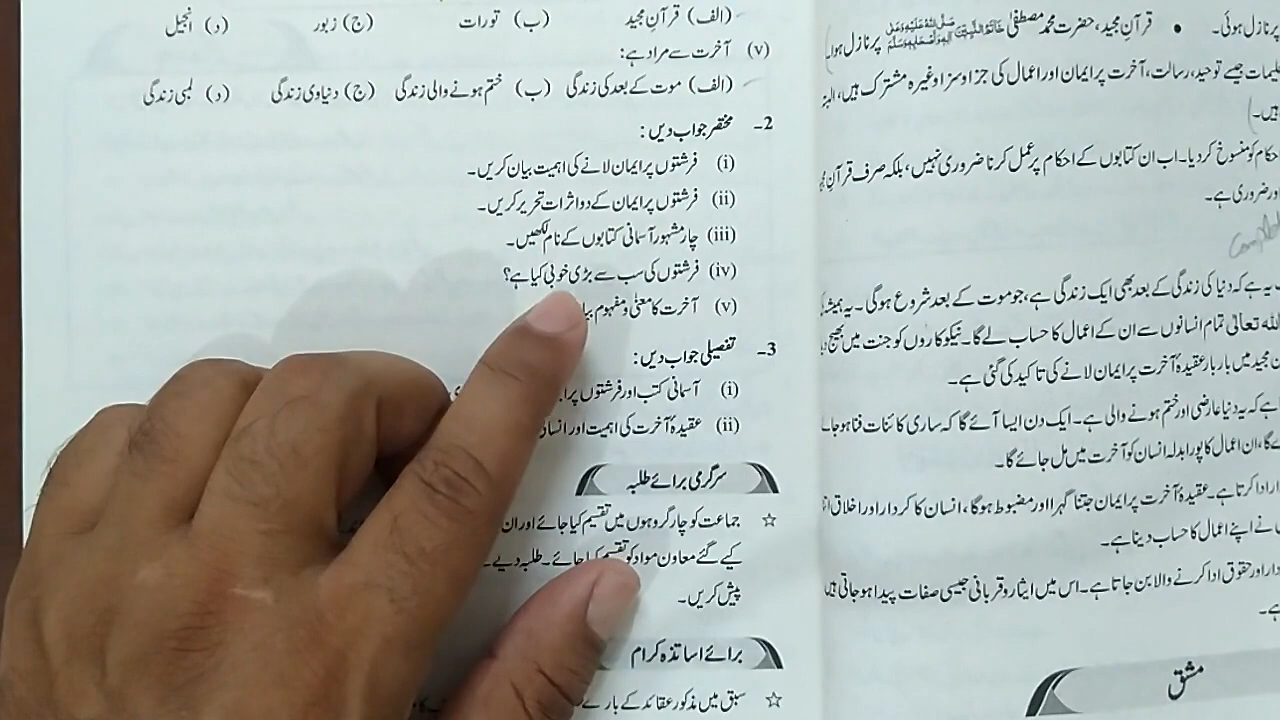 پر نازل ہوئی۔ • قرآنِ مجید، حضرت محمد مصطفیٰ خَاتَمُ النَّبِیّٖنَ صَلَّی اللہُ عَلَیْہِ وَعَلٰی اٰلِہٖ وَاَصْحَابِہٖ وَسَلَّمَ پر نازل ہوا۔
جیسے توحید، رسالت، آخرت پر ایمان اور اعمال کی جزا و سزا وغیرہ مشترک ہیں،
ہیں۔
کو منسوخ کر دیا۔ اب ان کتابوں کے احکام پر عمل کرنا ضروری نہیں، بلکہ صرف قرآنِ
ضروری ہے۔
یہ ہے کہ دنیا کی زندگی کے بعد بھی ایک زندگی ہے، جو موت کے بعد شروع ہوگی۔ یہ ہمیشہ
اللہ تعالیٰ تمام انسانوں سے ان کے اعمال کا حساب لے گا۔ نیکوکاروں کو جنت میں بھیج
مجید میں بار بار عقیدۂ آخرت پر ایمان لانے کی تاکید کی گئی ہے۔
ہے کہ یہ دنیا عارضی اور ختم ہونے والی ہے۔ ایک دن ایسا آئے گا کہ ساری کائنات فنا ہو
گا، ان اعمال کا پورا بدلہ انسان کو آخرت میں مل جائے گا۔
ادا کرتا ہے۔ عقیدۂ آخرت پر ایمان جتنا گہرا اور مضبوط ہوگا، انسان کا کردار اور اخلاق
نے اپنے اعمال کا حساب دینا ہے۔
اور حقوق ادا کرنے والا بن جاتا ہے۔ اس میں ایثار و قربانی جیسی صفات پیدا ہو جاتی ہیں
ہے۔
مشق
(الف) قرآنِ مجید (ب) تورات (ج) زبور (د) انجیل
(v) آخرت سے مراد ہے:
(الف) موت کے بعد کی زندگی (ب) ختم ہونے والی زندگی (ج) دنیاوی زندگی (د) لمبی زندگی
2۔ مختصر جواب دیں:
(i) فرشتوں پر ایمان لانے کی اہمیت بیان کریں۔
(ii) فرشتوں پر ایمان کے دو اثرات تحریر کریں۔
(iii) چار مشہور آسمانی کتابوں کے نام لکھیں۔
(iv) فرشتوں کی سب سے بڑی خوبی کیا ہے؟
(v) آخرت کا معنیٰ و مفہوم
3۔ تفصیلی جواب دیں:
(i) آسمانی کتب اور فرشتوں پر
(ii) عقیدۂ آخرت کی اہمیت اور
سرگرمی برائے طلبہ
☆ جماعت کو چار گروہوں میں تقسیم کیا جائے اور ان
کیے گئے معاون مواد کو تقسیم کیا جائے۔ طلبہ
پیش کریں۔
برائے اساتذہ کرام
☆ سبق میں مذکور عقائد کے بارے